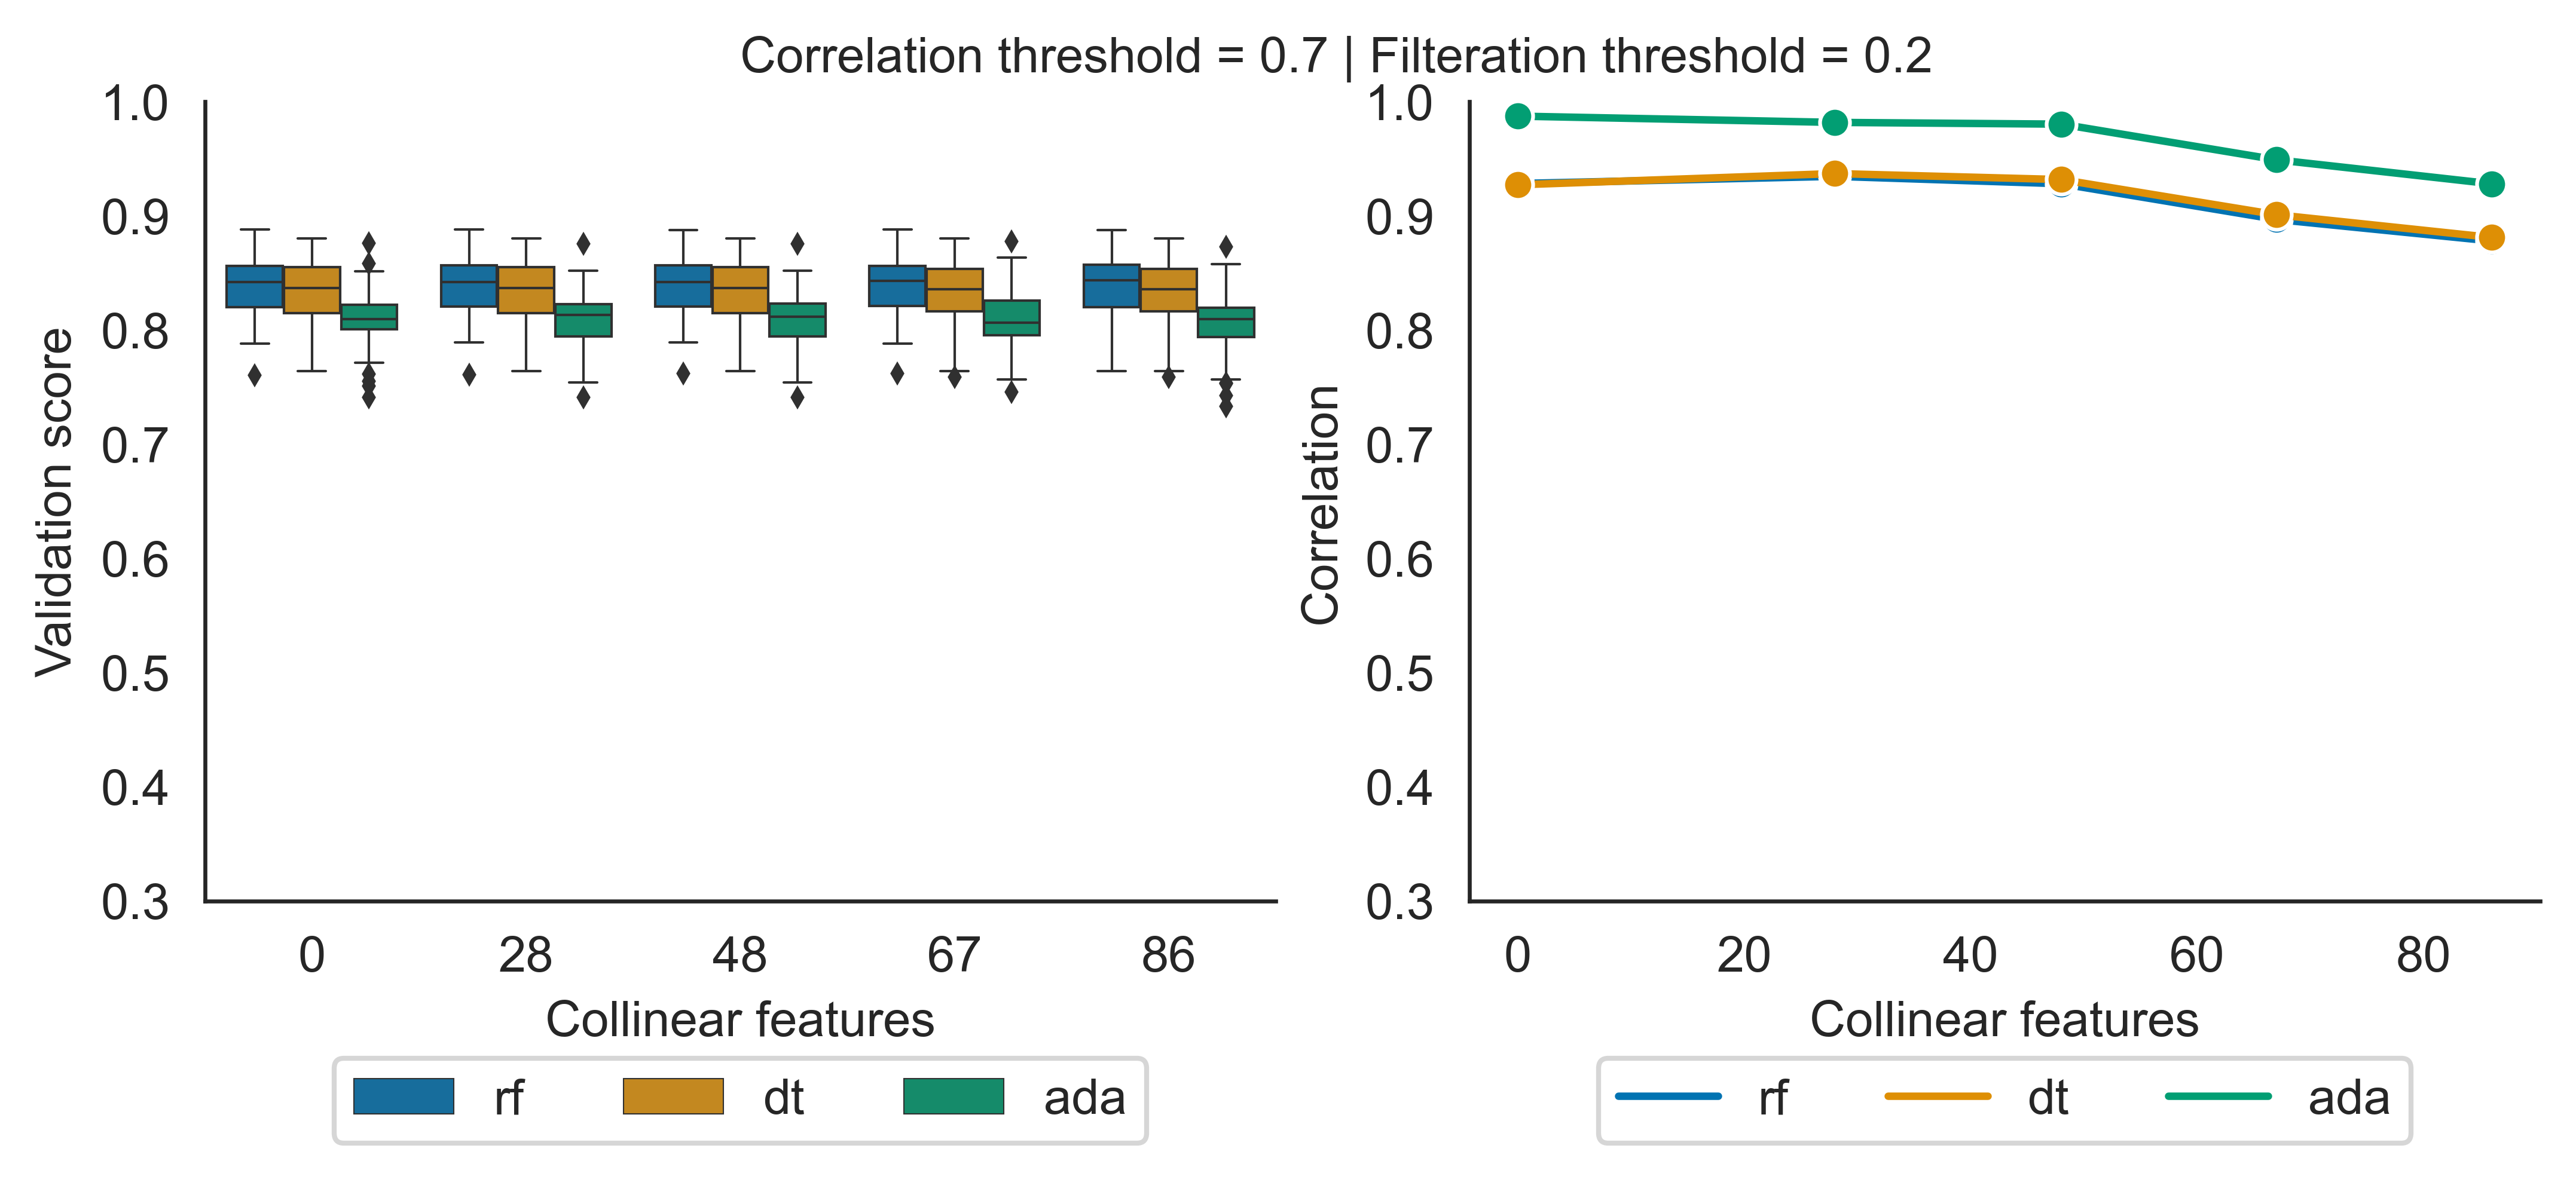 Correlation threshold = 0.7 | Filteration threshold = 0.2
1.0
0.9
0.8
0.7
0.6
0.5
0.4
0.3
Validation score
0 28 48 67 86
Collinear features
rf dt ada
1.0
0.9
0.8
0.7
0.6
0.5
0.4
0.3
Correlation
0 20 40 60 80
Collinear features
rf dt ada